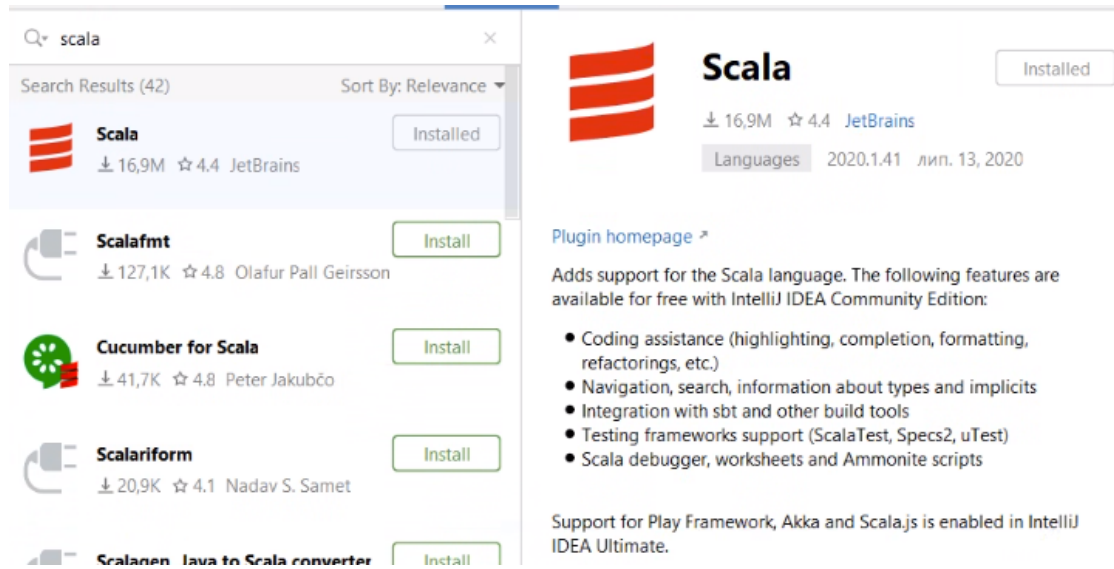 scala
Search Results (42) Sort By: Relevance
Scala Installed
16,9M 4.4 JetBrains
Scalafmt Install
127,1K 4.8 Olafur Pall Geirsson
Cucumber for Scala Install
41,7K 4.8 Peter Jakubčo
Scalariform Install
20,9K 4.1 Nadav S. Samet
Scalagen Java to Scala converter Install
Scala Installed
16,9M 4.4 JetBrains
Languages 2020.1.41 лип. 13, 2020
Plugin homepage
Adds support for the Scala language. The following features are
available for free with IntelliJ IDEA Community Edition:
Coding assistance (highlighting, completion, formatting,
refactorings, etc.)
Navigation, search, information about types and implicits
Integration with sbt and other build tools
Testing frameworks support (ScalaTest, Specs2, uTest)
Scala debugger, worksheets and Ammonite scripts
Support for Play Framework, Akka and Scala.js is enabled in IntelliJ
IDEA Ultimate.